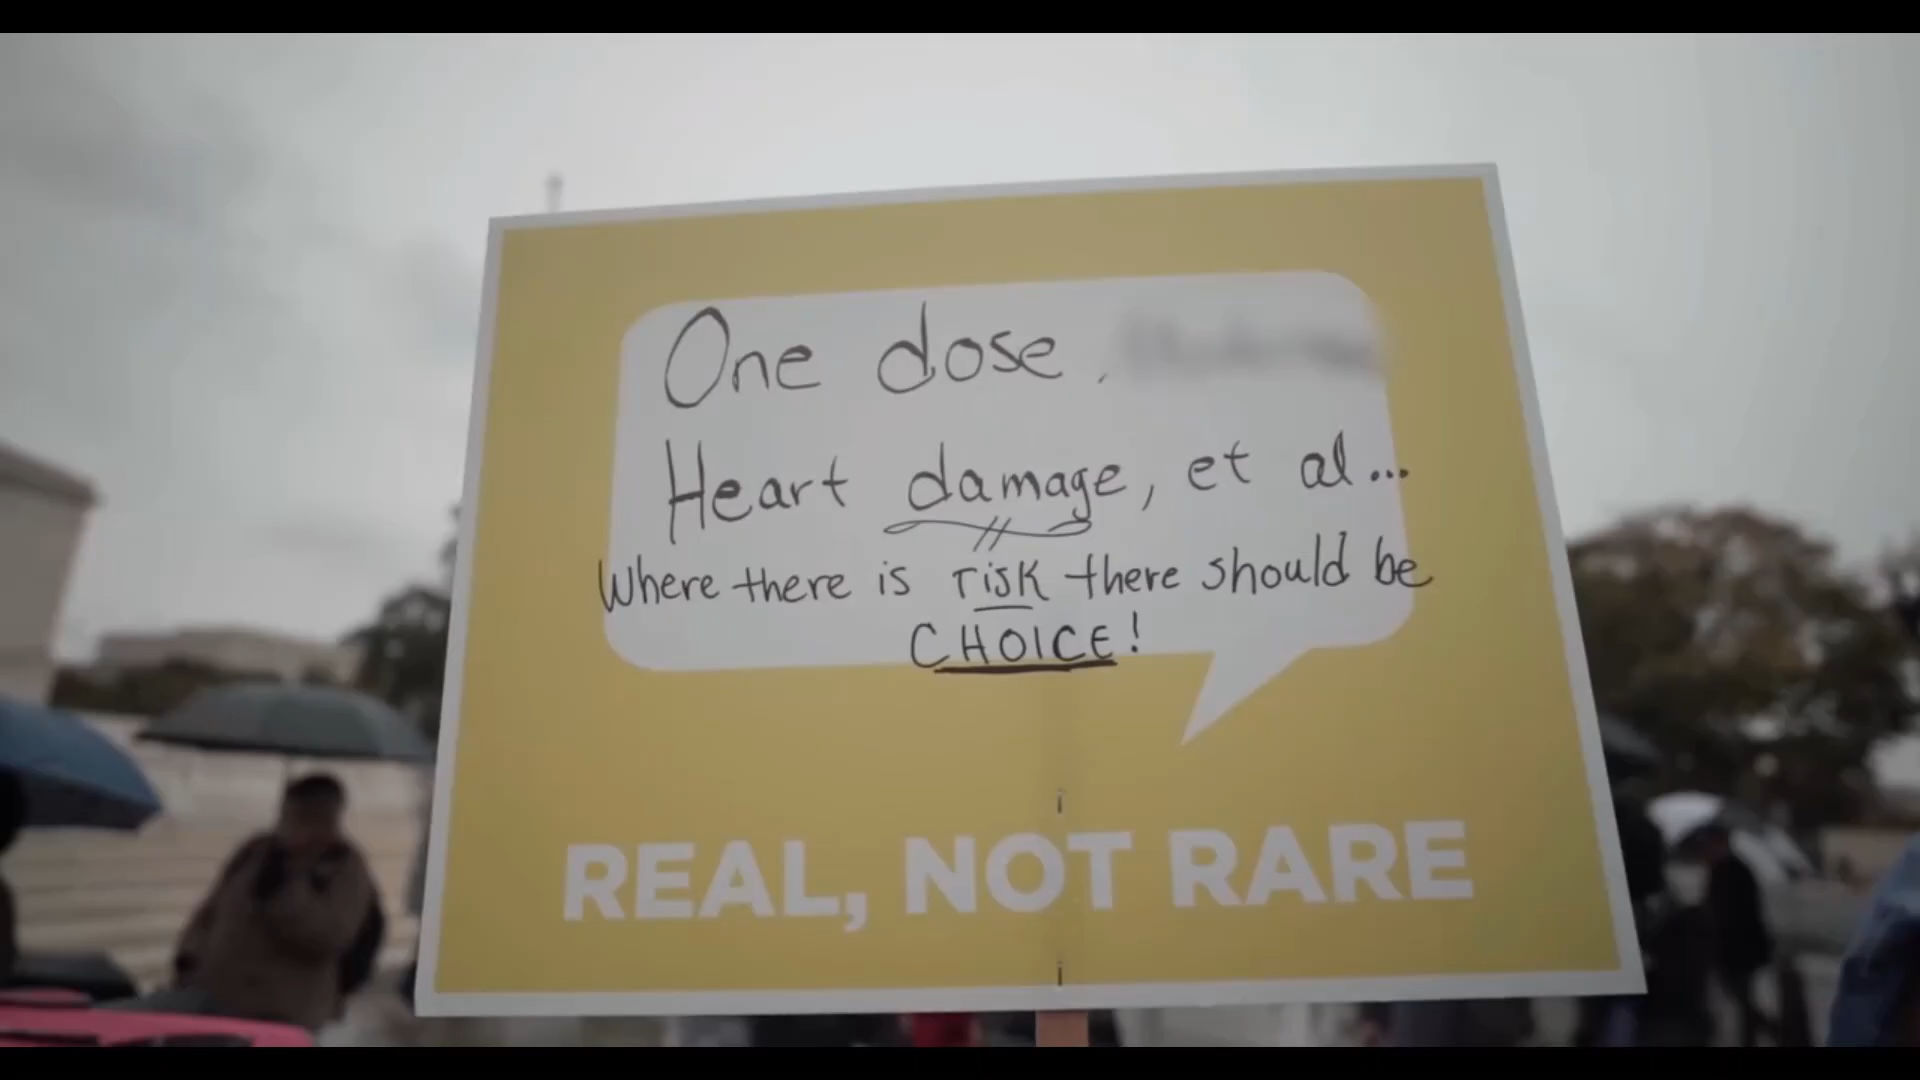 One dose,
Heart damage, et al...
Where there is risk there should be
CHOICE!
REAL, NOT RARE